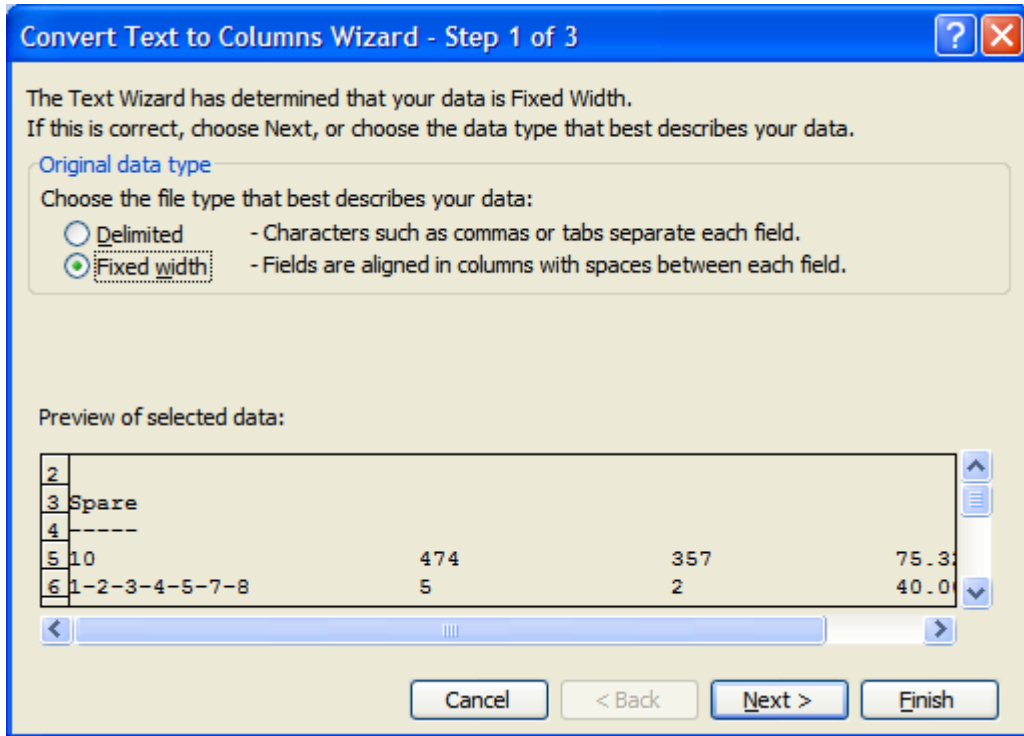 Convert Text to Columns Wizard - Step 1 of 3
The Text Wizard has determined that your data is Fixed Width.
If this is correct, choose Next, or choose the data type that best describes your data.
Original data type
Choose the file type that best describes your data:
Delimited - Characters such as commas or tabs separate each field.
Fixed width - Fields are aligned in columns with spaces between each field.
Preview of selected data:
2
3 Spare
4 -----
5 10 474 357 75.32
6 1-2-3-4-5-7-8 5 2 40.0
Cancel < Back Next > Finish